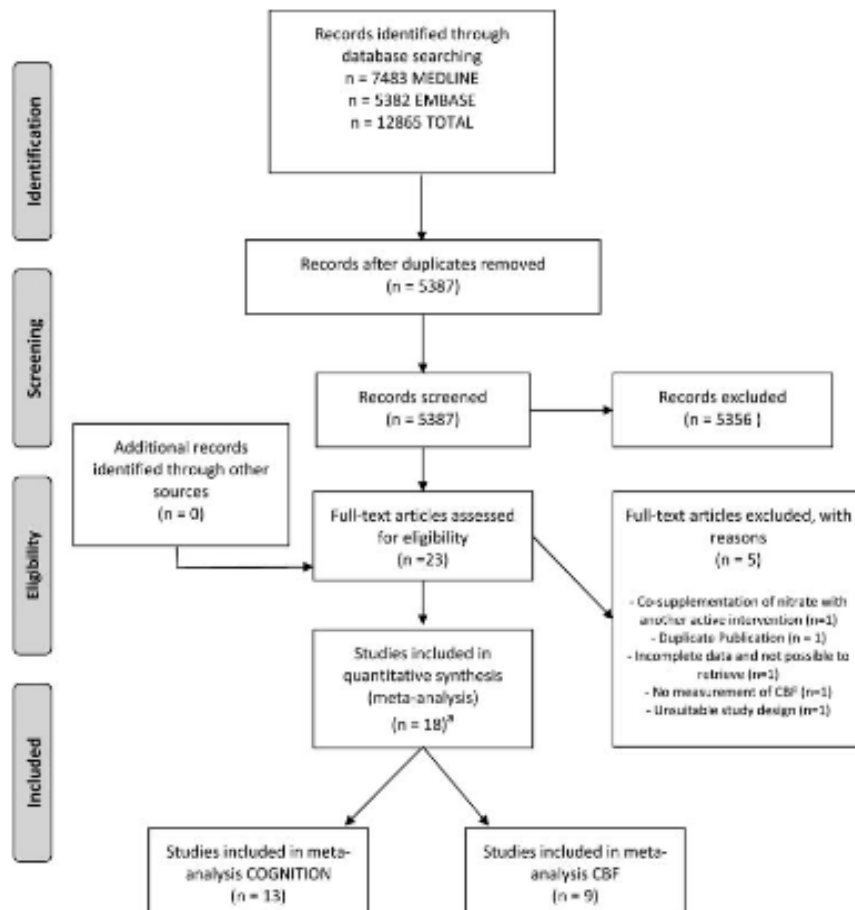 Records identified through
database searching
n = 7483 MEDLINE
n = 5382 EMBASE
n = 12865 TOTAL
Identification
Records after duplicates removed
(n = 5387)
Screening
Records screened
(n = 5387)
Records excluded
(n = 5356 )
Additional records
identified through other
sources
(n = 0)
Eligibility
Full-text articles assessed
for eligibility
(n =23)
Full-text articles excluded, with
reasons
(n = 5)
- Co-supplementation of nitrate with
another active intervention (n=1)
- Duplicate Publication (n = 1)
- Incomplete data and not possible to
retrieve (n=1)
- No measurement of CBF (n=1)
- Unsuitable study design (n=1)
Studies included in
quantitative synthesis
(meta-analysis)
(n = 18)ª
Included
Studies included in meta-
analysis COGNITION
(n = 13)
Studies included in meta-
analysis CBF
(n = 9)